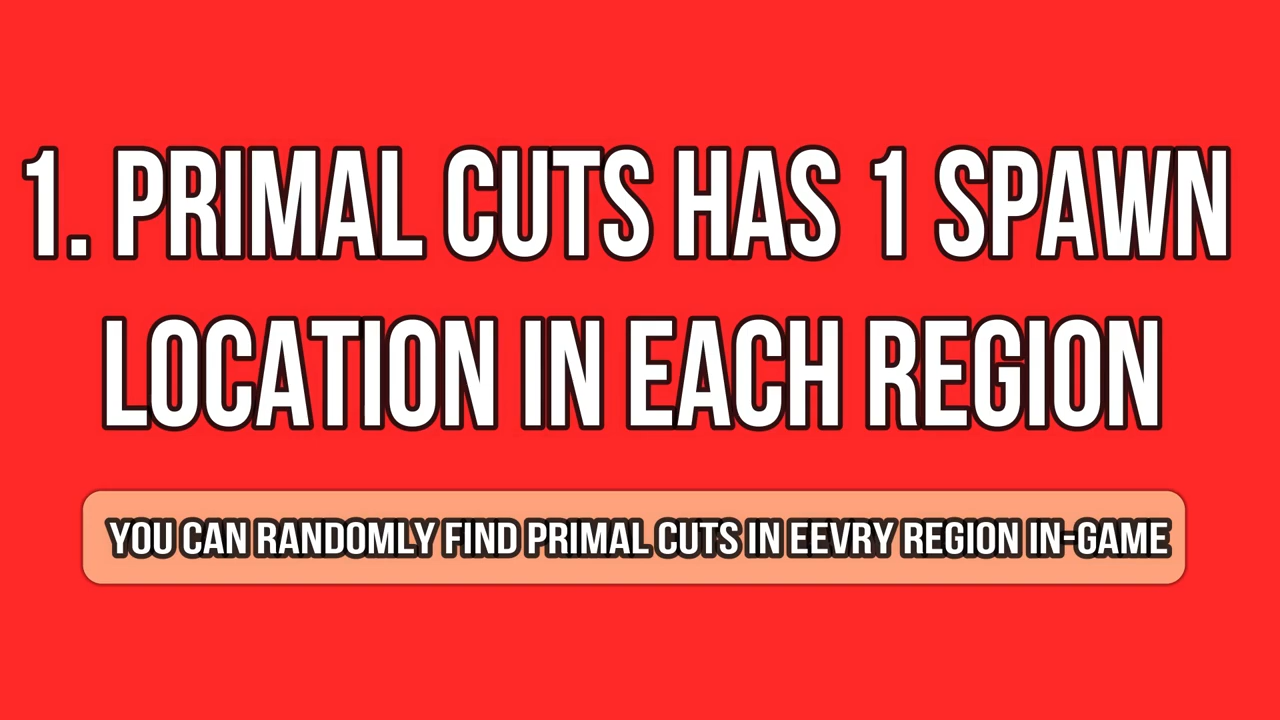 1. PRIMAL CUTS HAS 1 SPAWN
LOCATION IN EACH REGION
YOU CAN RANDOMLY FIND PRIMAL CUTS IN EEVRY REGION IN-GAME